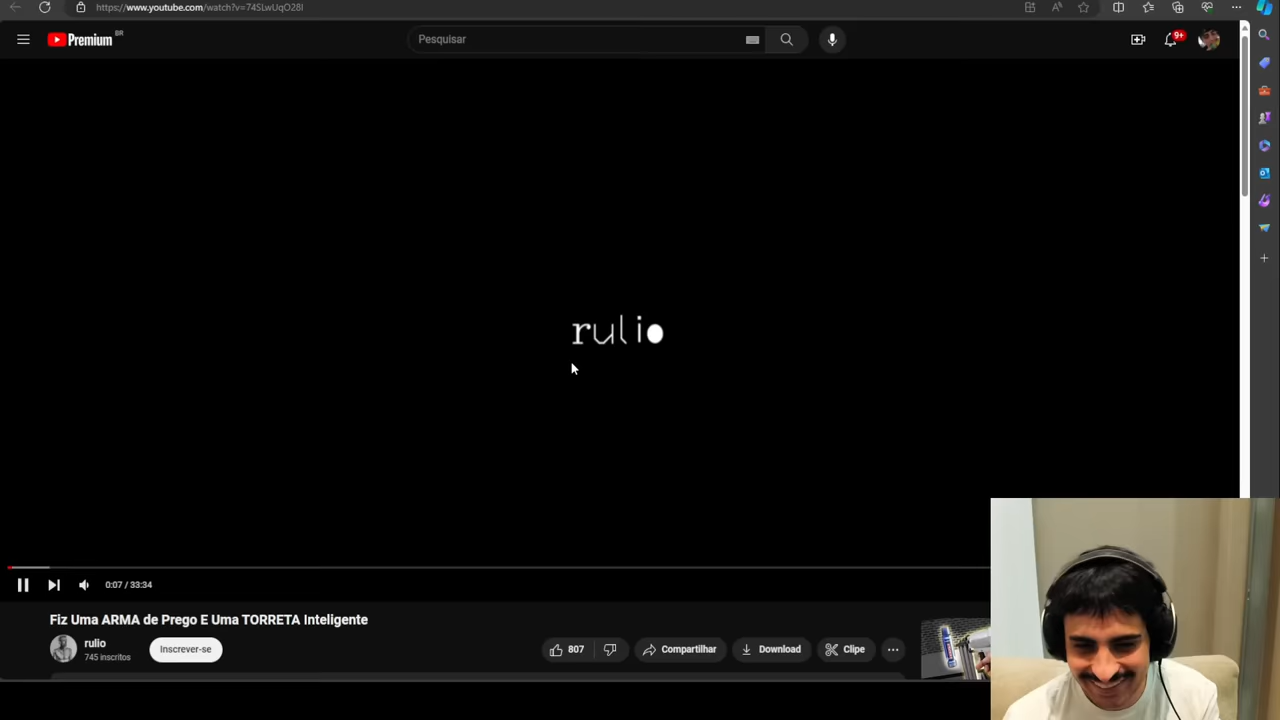 https://www.youtube.com/watch?v=74SLwUqO28I
Premium BR
Pesquisar
9+
rulio
0:07 / 33:34
Fiz Uma ARMA de Prego E Uma TORRETA Inteligente
rulio
745 inscritos
Inscrever-se
807
Compartilhar
Download
Clipe